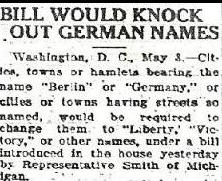 BILL WOULD KNOCK
OUT GERMAN NAMES
Washington, D. C., May 3.—Cit-
ies, towns or hamlets bearing the
name "Berlin" or "Germany," or
cities or towns having streets so
named, would be required to
change them to "Liberty,' "Vic-
tory," or other names, under a bill
introduced in the house yesterday
by Representative Smith of Mich-
igan.